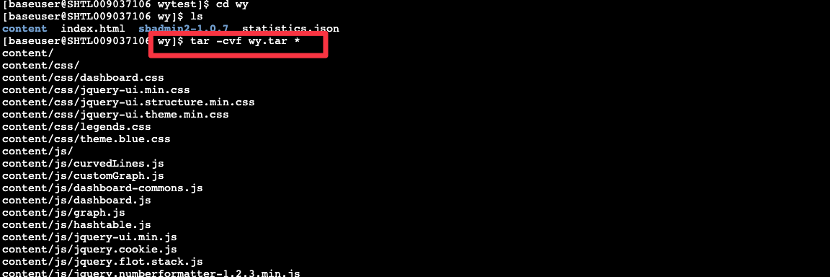 [baseuser@SHTL009037106 wytest]$ cd wy
[baseuser@SHTL009037106 wy]$ ls
content index.html sbadmin2-1.0.7 statistics.json
[baseuser@SHTL009037106 wy]$ tar -cvf wy.tar *
content/
content/css/
content/css/dashboard.css
content/css/jquery-ui.min.css
content/css/jquery-ui.structure.min.css
content/css/jquery-ui.theme.min.css
content/css/legends.css
content/css/theme.blue.css
content/js/
content/js/curvedLines.js
content/js/customGraph.js
content/js/dashboard-commons.js
content/js/dashboard.js
content/js/graph.js
content/js/hashtable.js
content/js/jquery-ui.min.js
content/js/jquery.cookie.js
content/js/jquery.flot.stack.js
content/js/jquery.numberformatter-1.2.3.min.js